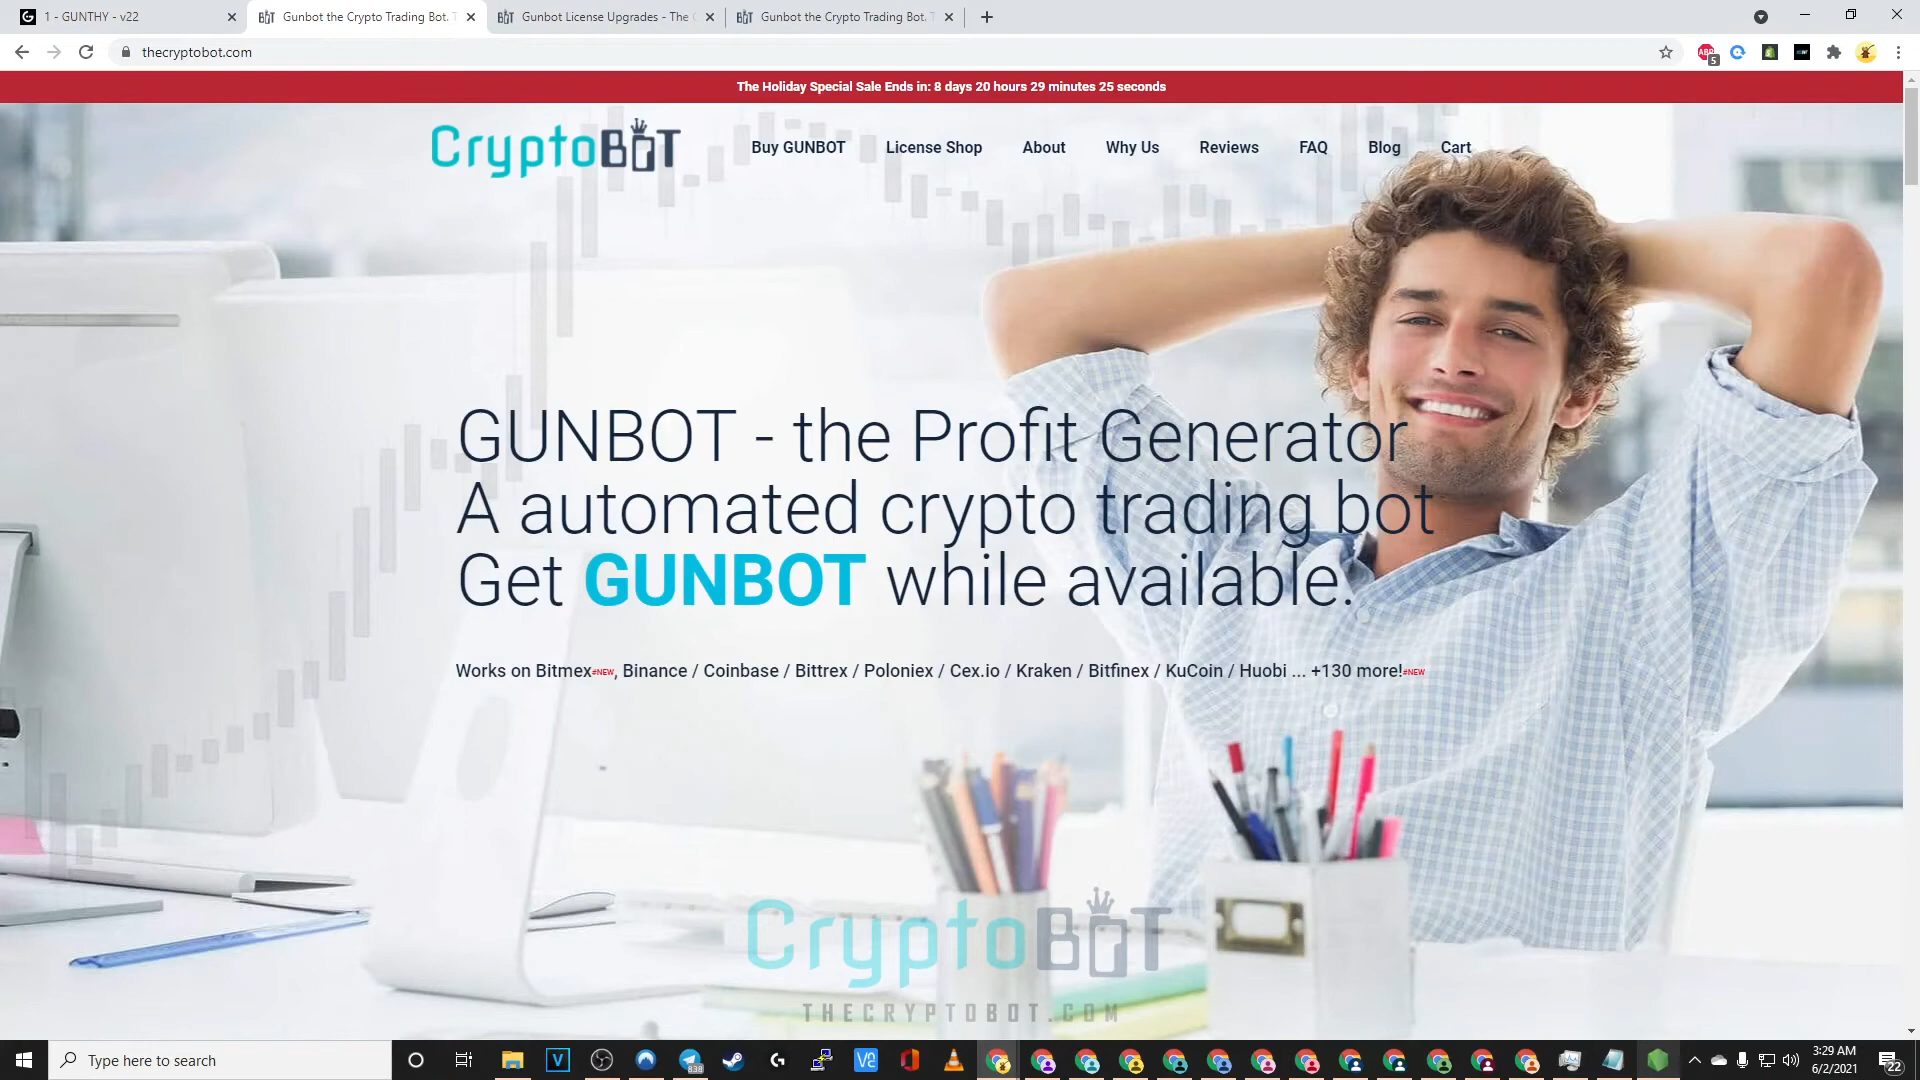 1 - GUNTHY - v22
Gunbot the Crypto Trading Bot. T
Gunbot License Upgrades - The C
Gunbot the Crypto Trading Bot. T
thecryptobot.com
ABP
5
The Holiday Special Sale Ends in: 8 days 20 hours 29 minutes 25 seconds
CryptoBOT
Buy GUNBOT
License Shop
About
Why Us
Reviews
FAQ
Blog
Cart
GUNBOT - the Profit Generator
A automated crypto trading bot
Get GUNBOT while available.
Works on Bitmex#NEW, Binance / Coinbase / Bittrex / Poloniex / Cex.io / Kraken / Bitfinex / KuCoin / Huobi ... +130 more!#NEW
CryptoBOT
THECRYPTOBOT.COM
Type here to search
838
3:29 AM
6/2/2021
22